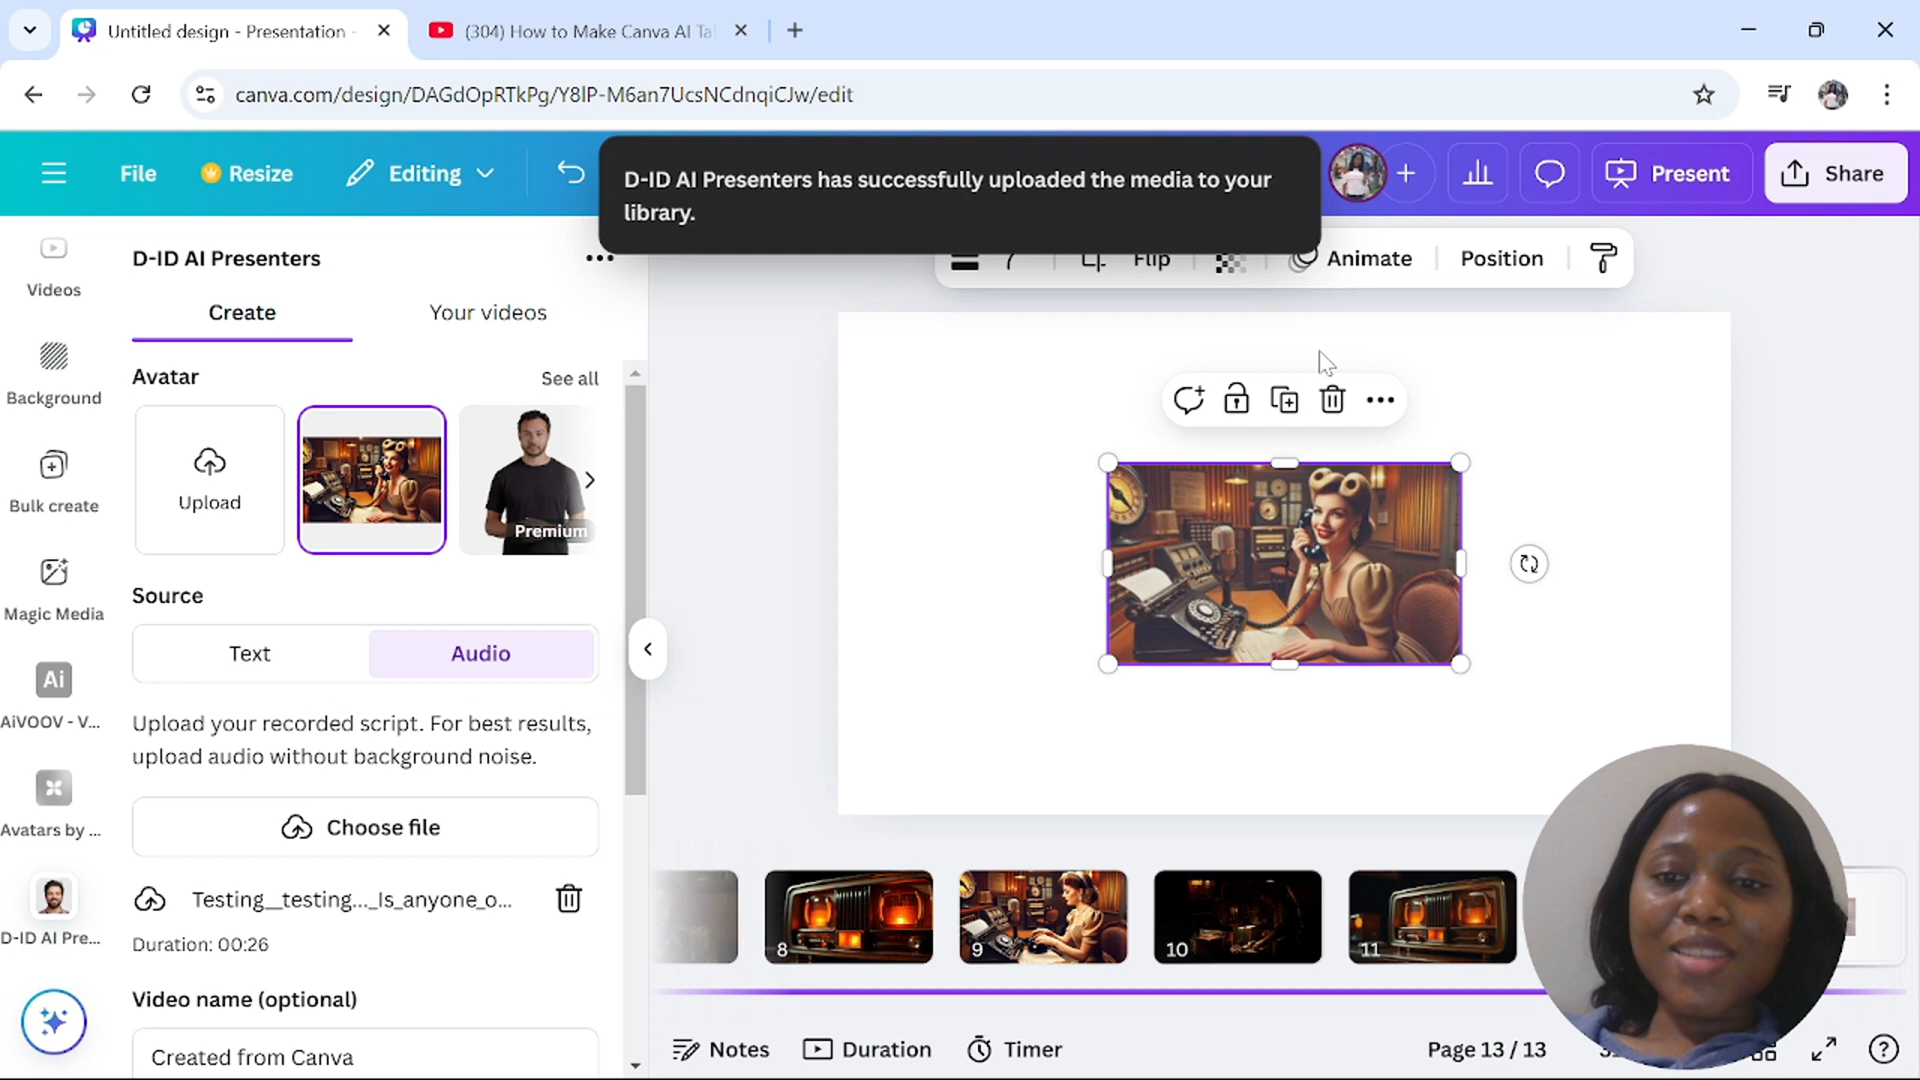 Untitled design - Presentation -
(304) How to Make Canva AI Tal
canva.com/design/DAGdOpRTkPg/Y8lP-M6an7UcsNCdnqiCJw/edit
File
Resize
Editing
D-ID AI Presenters has successfully uploaded the media to your
library.
Present
Share
Flip
Animate
Position
Videos
Background
Bulk create
Magic Media
Ai
AiVOOV - V...
Avatars by ...
D-ID AI Pre...
D-ID AI Presenters
Create
Your videos
Avatar
See all
Upload
Premium
Source
Text
Audio
Upload your recorded script. For best results,
upload audio without background noise.
Choose file
Testing__testing..._Is_anyone_o...
Duration: 00:26
Video name (optional)
Created from Canva
8
9
10
11
Notes
Duration
Timer
Page 13 / 13